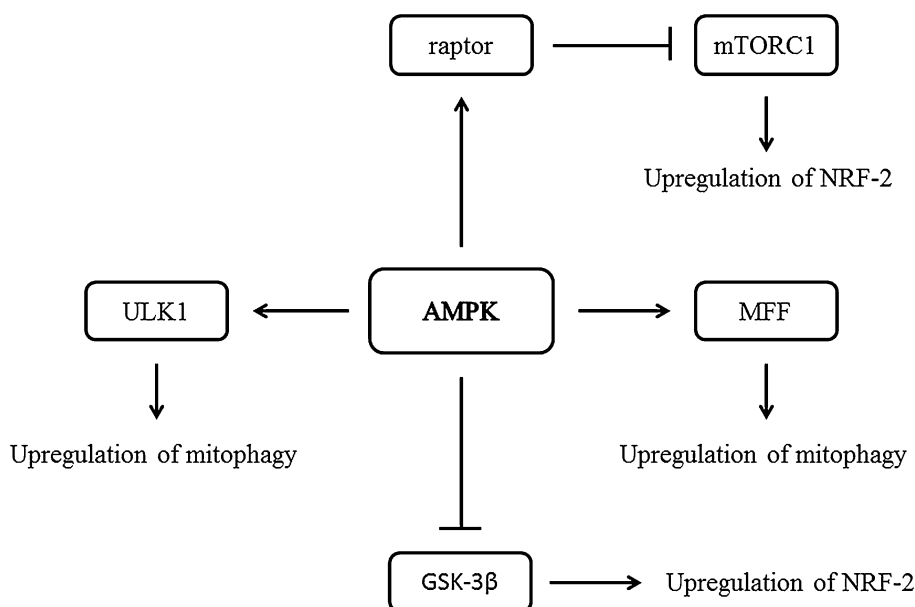 raptor
mTORC1
Upregulation of NRF-2
ULK1
AMPK
MFF
Upregulation of mitophagy
Upregulation of mitophagy
GSK-3β
Upregulation of NRF-2